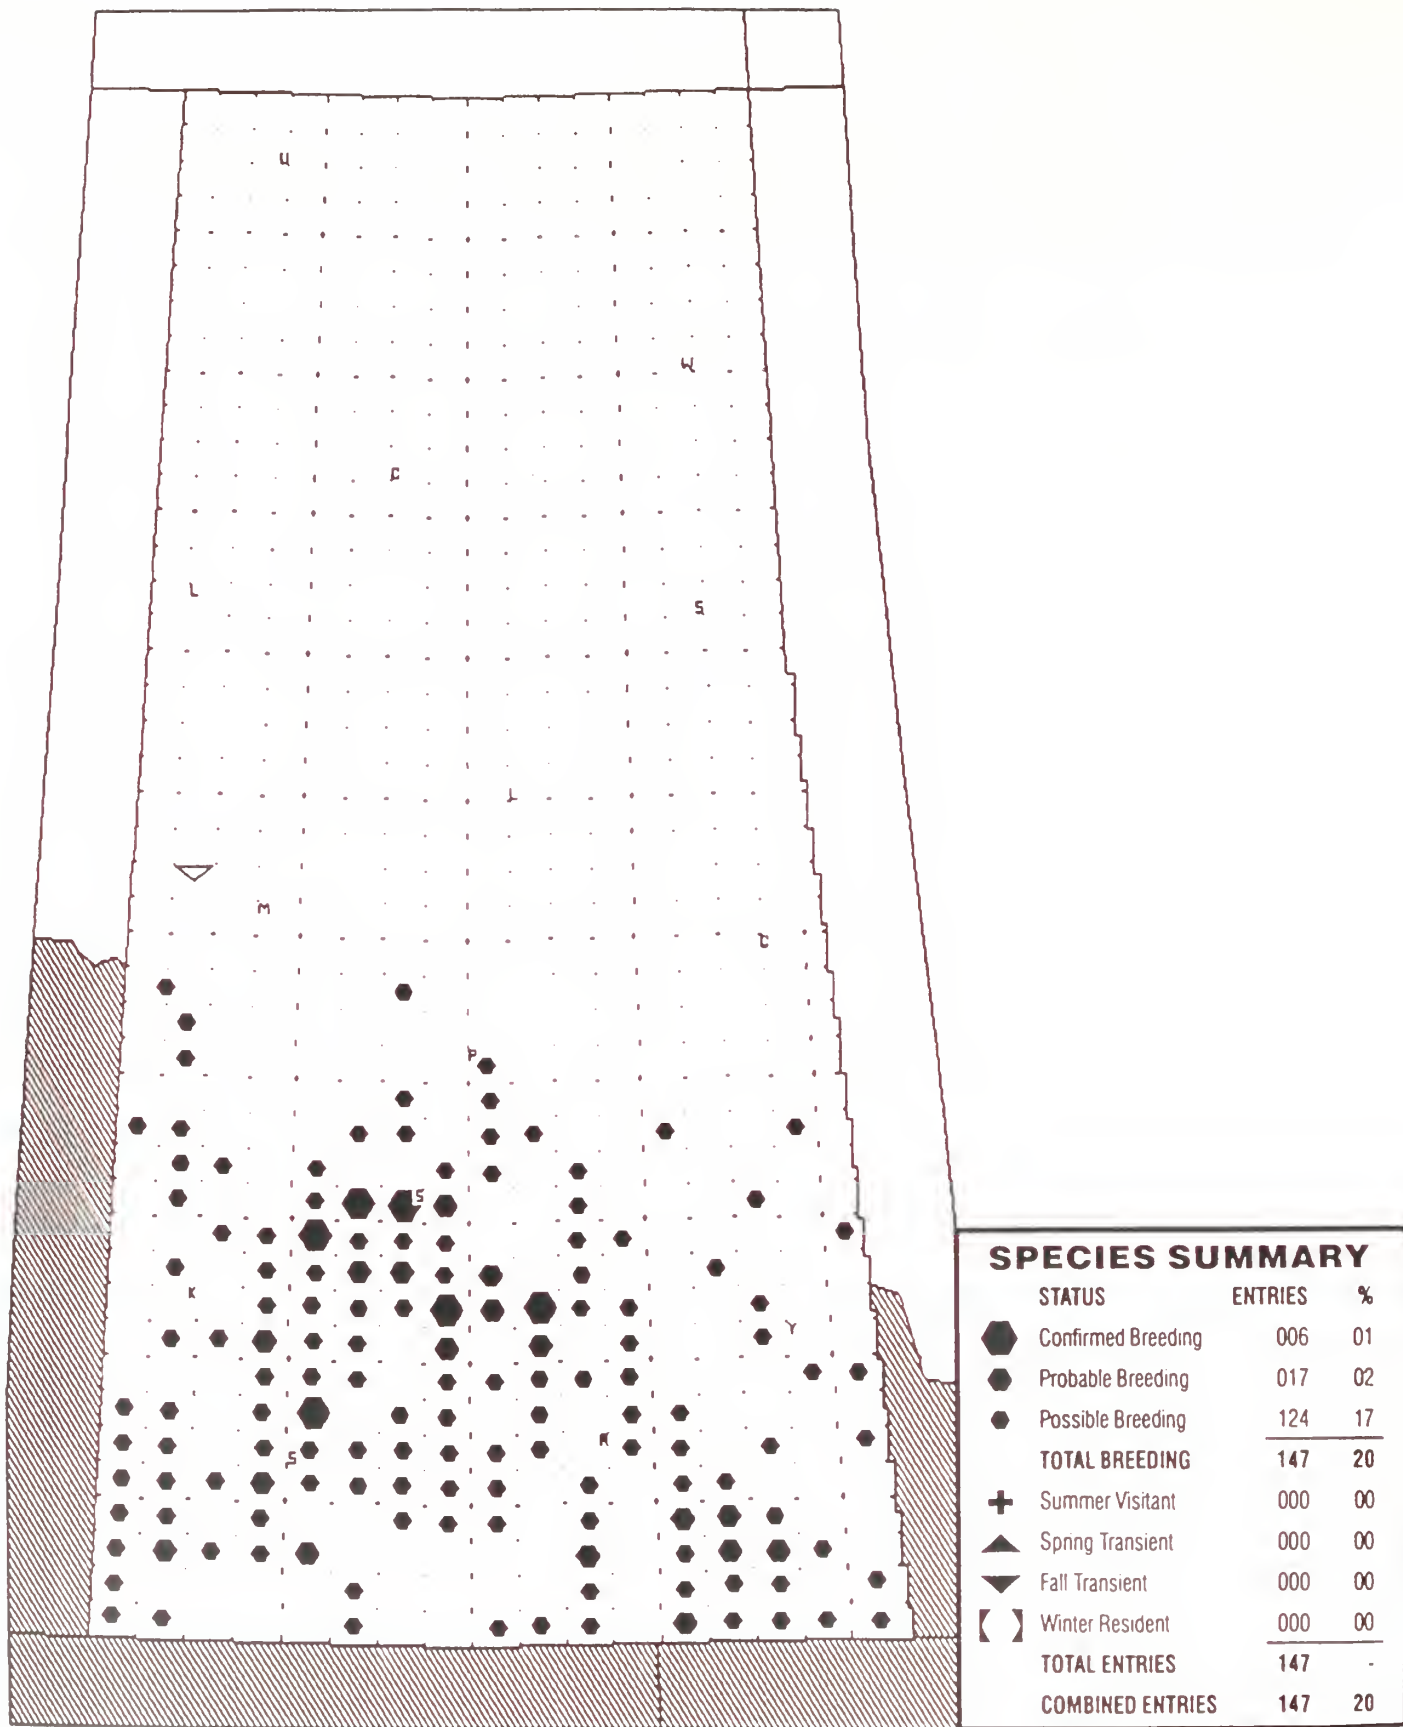 U
W
C
L
S
L
M
C
P
S
K
Y
R
S
SPECIES SUMMARY
STATUS ENTRIES %
Confirmed Breeding 006 01
Probable Breeding 017 02
Possible Breeding 124 17
TOTAL BREEDING 147 20
Summer Visitant 000 00
Spring Transient 000 00
Fall Transient 000 00
Winter Resident 000 00
TOTAL ENTRIES 147 -
COMBINED ENTRIES 147 20